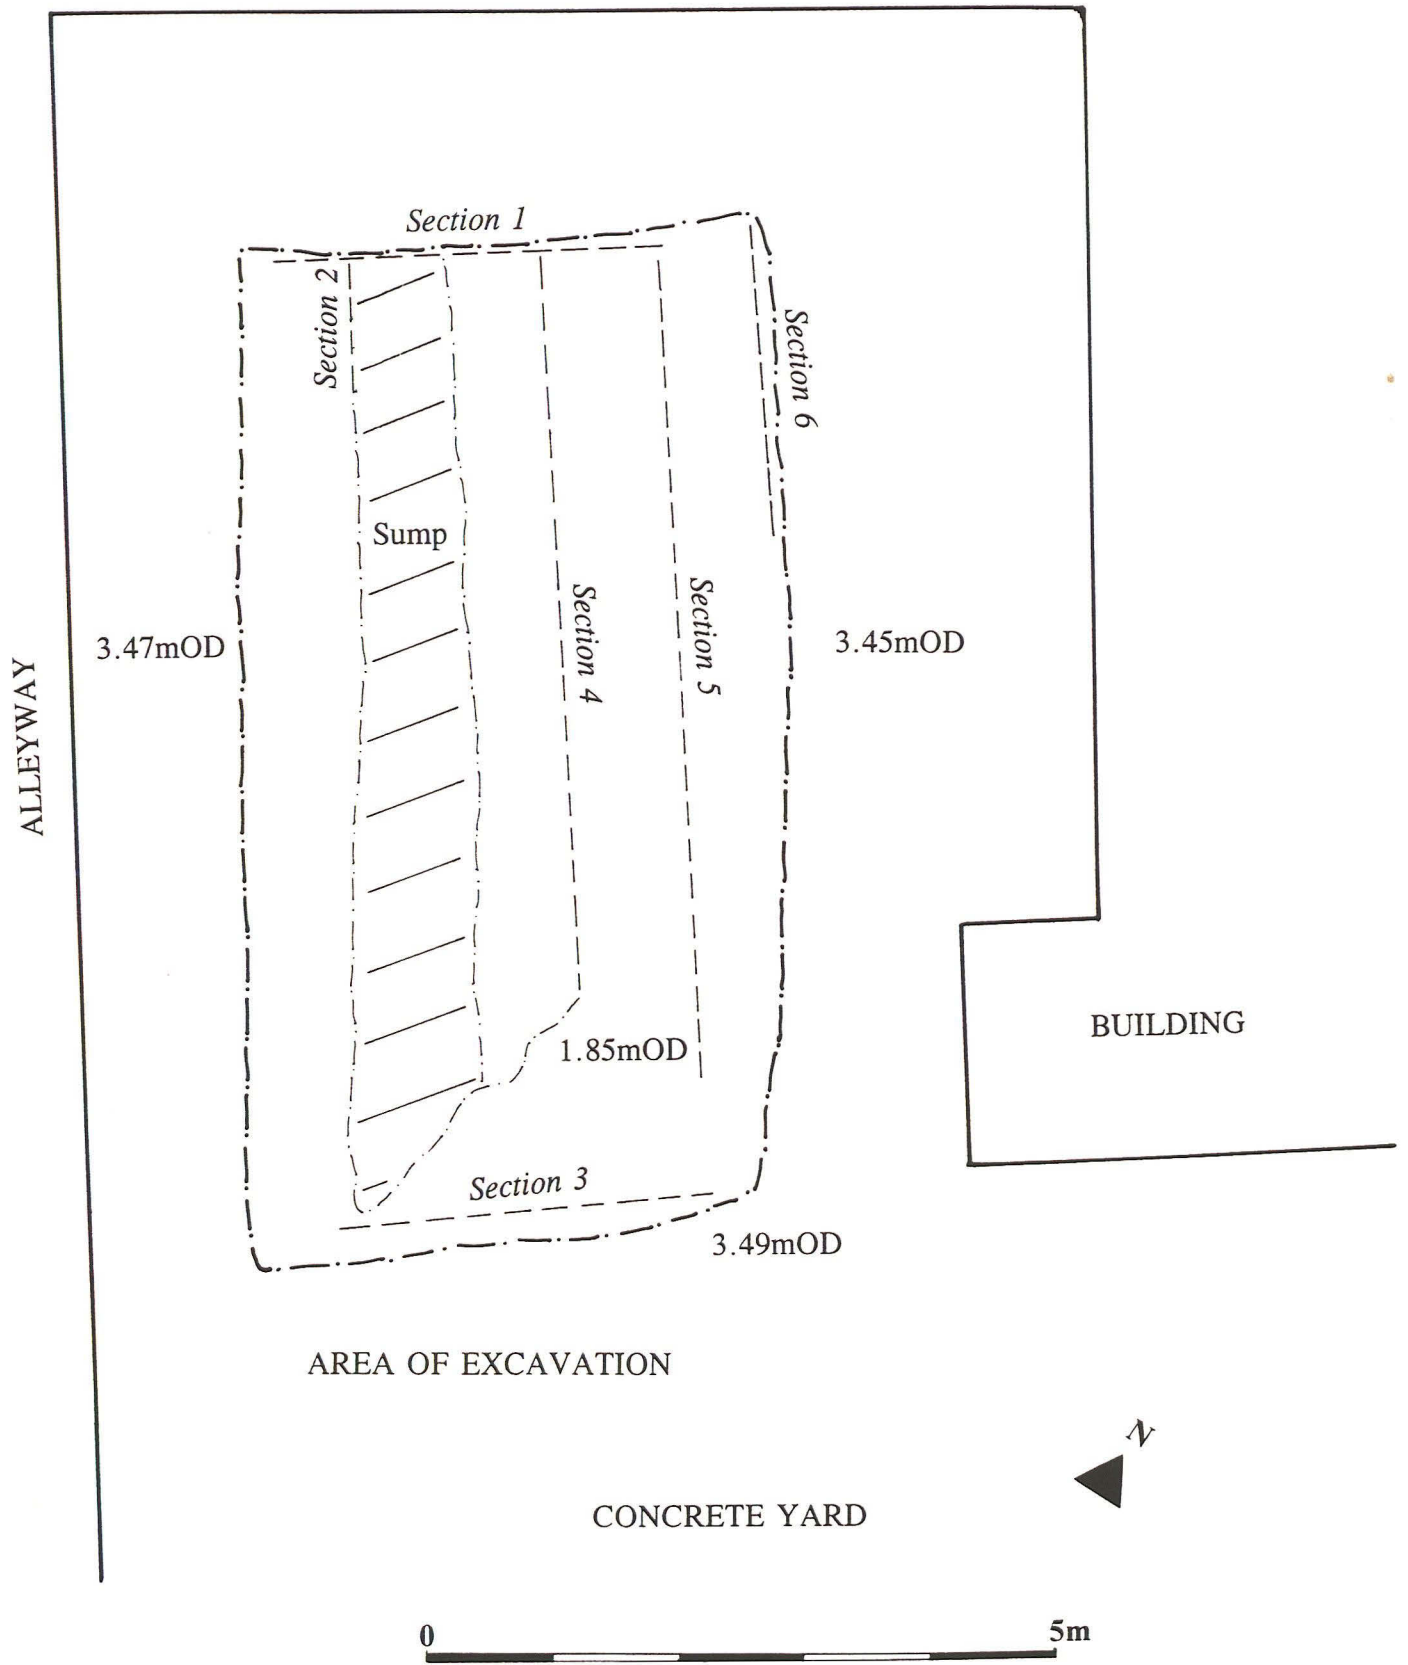 Section 1
Section 2
Section 6
Sump
Section 4
Section 5
3.47mOD
3.45mOD
ALLEYWAY
BUILDING
1.85mOD
Section 3
3.49mOD
AREA OF EXCAVATION
N
CONCRETE YARD
0
5m